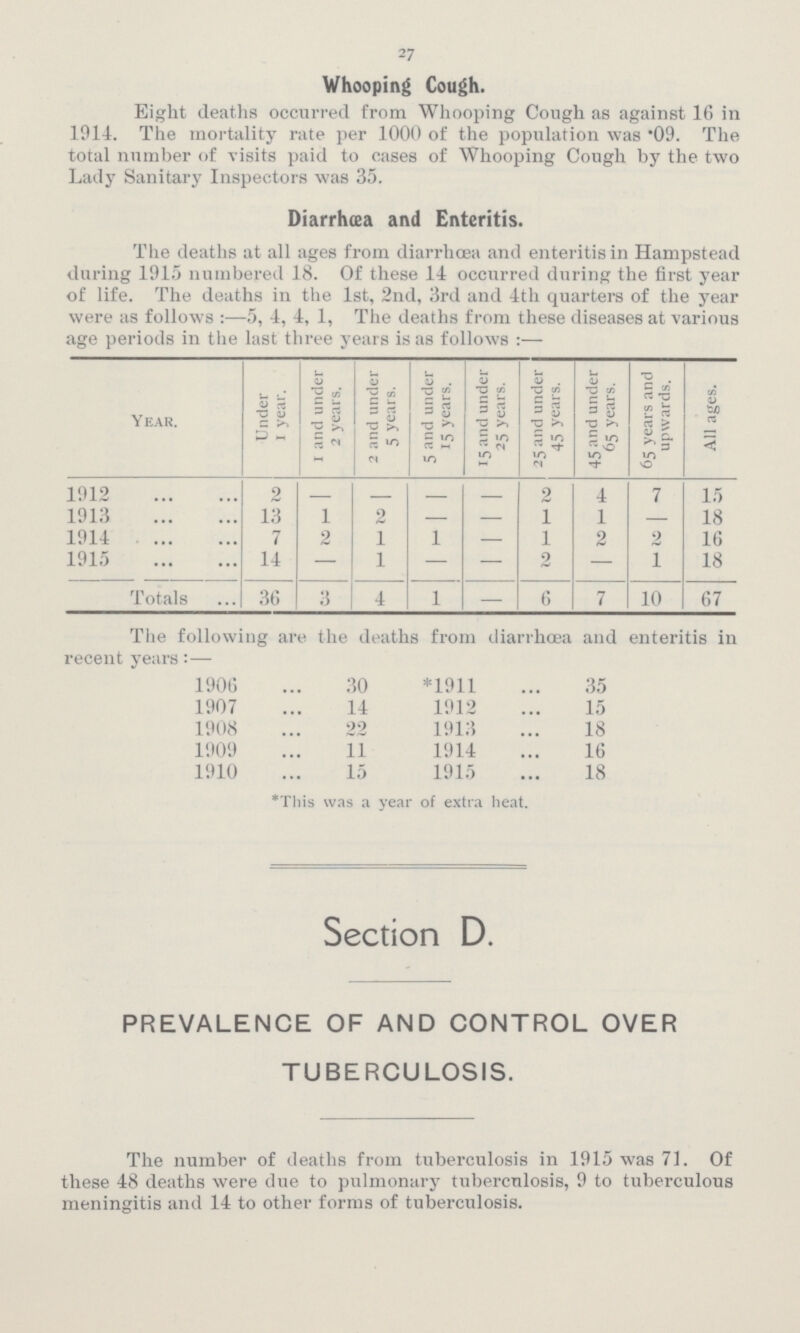 27
Whooping Cough.
Eight deaths occurred from Whooping Cough as against 16 in
1914. The mortality rate per 1000 of the population was ·09. The
total number of visits paid to cases of Whooping Cough by the two
Lady Sanitary Inspectors was 35.
Diarrhœa and Enteritis.
The deaths at all ages from diarrhœa and enteritis in Hampstead
during 1915 numbered 18. Of these 14 occurred during the first year
of life. The deaths in the 1st, 2nd, 3rd and 4th quarters of the year
were as follows :—5, 4, 4, 1, The deaths from these diseases at various
age periods in the last three years is as follows :—
YEAR. Under 1 year. 1 and under 2 years. 2 and under 5 years. 5 and under 15 years. 15 and under 25 years. 25 and under 45 years. 45 and under 65 years. 65 years and upwards. All ages.
1912 ... ... 2 — — — — 2 4 7 15
1913 ... ... 13 1 2 — — 1 1 — 18
1914 ... ... 7 2 1 1 — 1 2 2 16
1915 ... ... 14 — 1 — — 2 — 1 18
Totals ... 36 3 4 1 — 6 7 10 67
The following are the deaths from diarrhœa and enteritis in
recent years :—
1906 ... 30 *1911 ... 35
1907 ... 14 1912 ... 15
1908 ... 22 1913 ... 18
1909 ... 11 1914 ... 16
1910 ... 15 1915 ... 18
*This was a year of extra heat.
Section D.
PREVALENCE OF AND CONTROL OVER
TUBERCULOSIS.
The number of deaths from tuberculosis in 1915 was 71. Of
these 48 deaths were due to pulmonary tuberculosis, 9 to tuberculous
meningitis and 14 to other forms of tuberculosis.